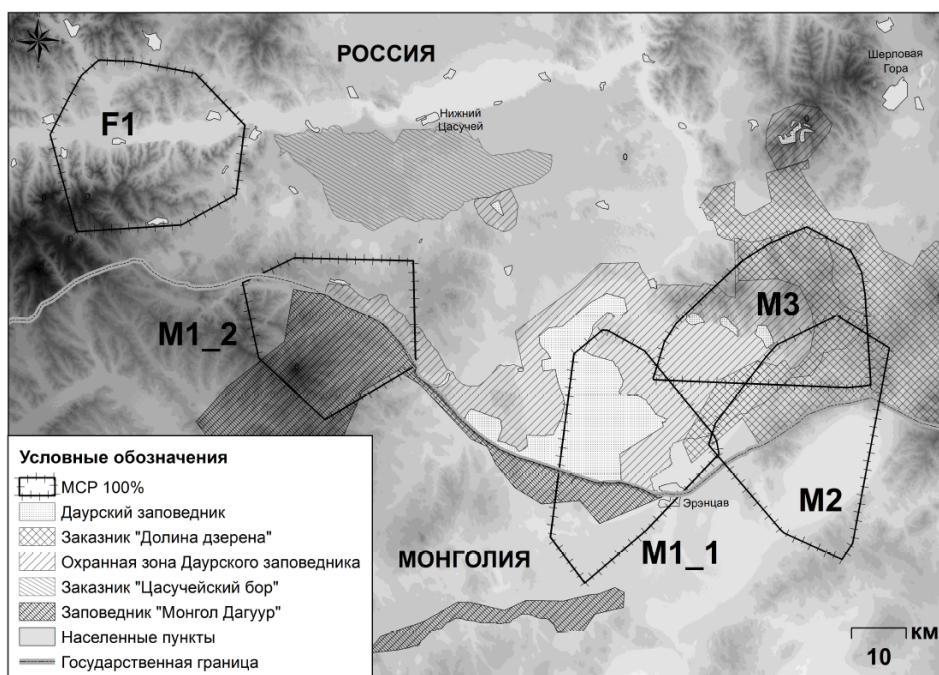 РОССИЯ
Шерловая
Гора
F1
Нижний
Цасучей
M3
M1_2
Условные обозначения
MCP 100%
Даурский заповедник
Заказник "Долина дзерена"
Охранная зона Даурского заповедника
Заказник "Цасучейский бор"
Заповедник "Монгол Дагуур"
Населенные пункты
Государственная граница
Эрэнцав
M2
МОНГОЛИЯ
M1_1
км
10